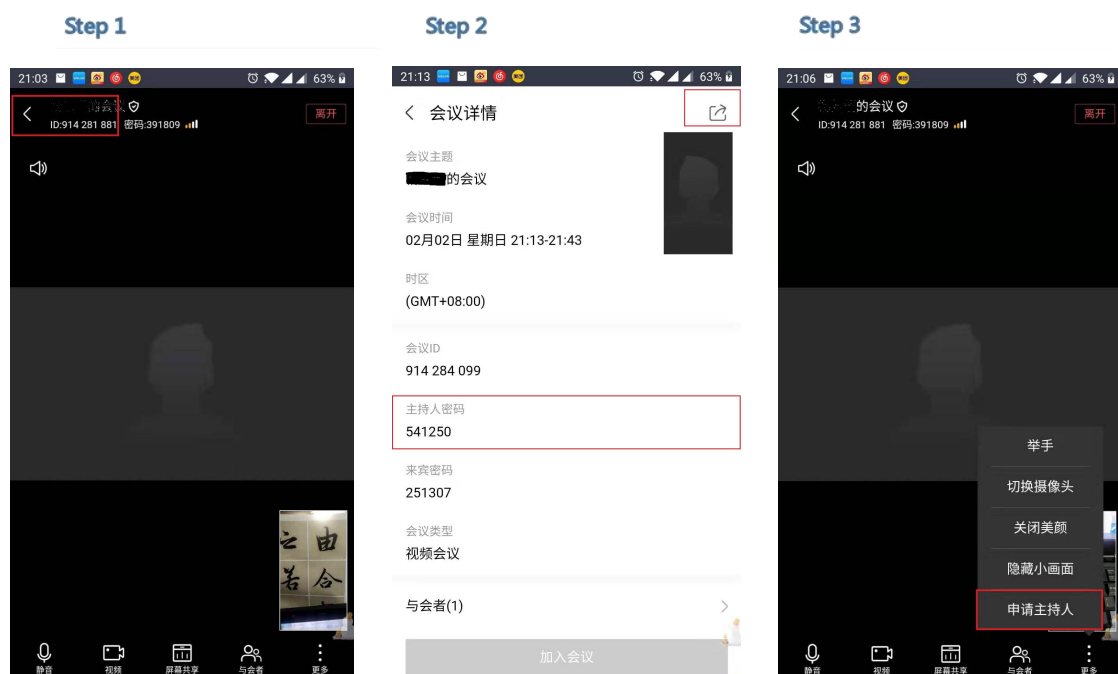 Step 1
21:03
63%
的会议
ID:914 281 881 密码:391809
离开
静音
视频
屏幕共享
与会者
更多
Step 2
21:13
63%
会议详情
会议主题
的会议
会议时间
02月02日 星期日 21:13-21:43
时区
(GMT+08:00)
会议ID
914 284 099
主持人密码
541250
来宾密码
251307
会议类型
视频会议
与会者(1)
加入会议
Step 3
21:06
63%
的会议
ID:914 281 881 密码:391809
离开
举手
切换摄像头
关闭美颜
隐藏小画面
申请主持人
静音
视频
屏幕共享
与会者
更多
由
若 合